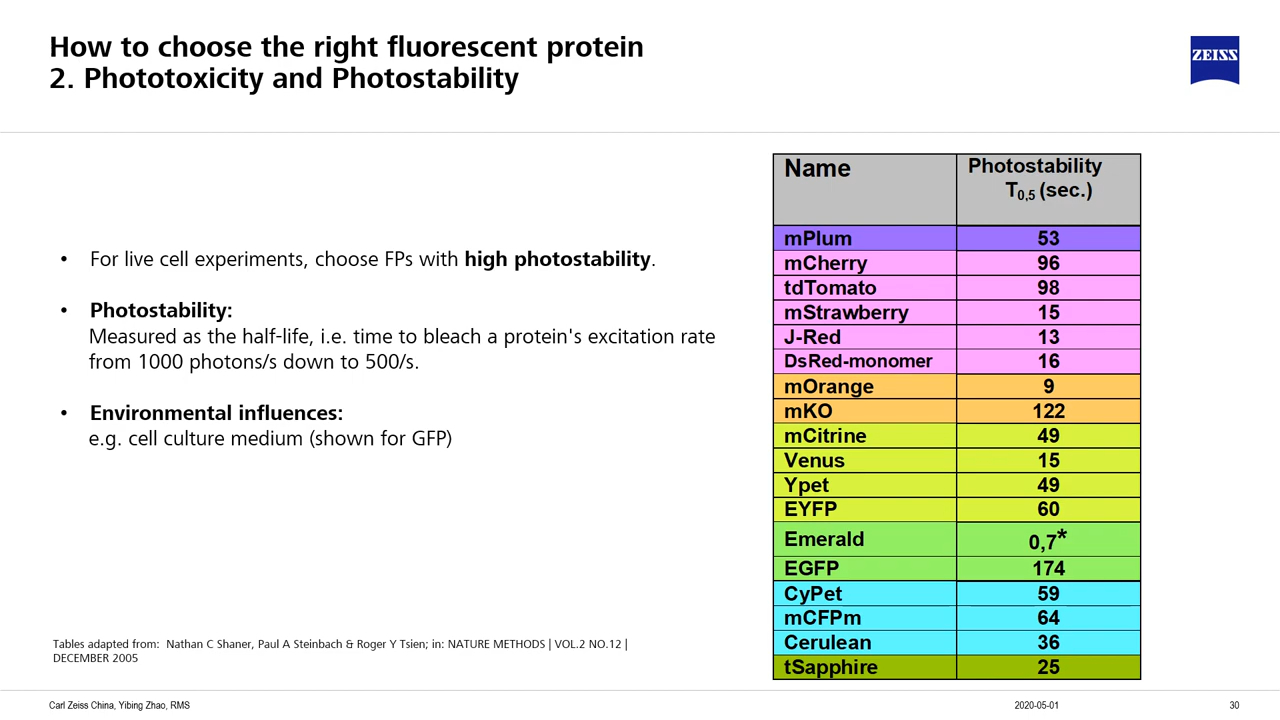 How to choose the right fluorescent protein
2. Phototoxicity and Photostability
ZEISS
• For live cell experiments, choose FPs with high photostability.
• Photostability:
Measured as the half-life, i.e. time to bleach a protein's excitation rate
from 1000 photons/s down to 500/s.
• Environmental influences:
e.g. cell culture medium (shown for GFP)
Name Photostability
T0,5 (sec.)
mPlum 53
mCherry 96
tdTomato 98
mStrawberry 15
J-Red 13
DsRed-monomer 16
mOrange 9
mKO 122
mCitrine 49
Venus 15
Ypet 49
EYFP 60
Emerald 0,7*
EGFP 174
CyPet 59
mCFPm 64
Cerulean 36
tSapphire 25
Tables adapted from: Nathan C Shaner, Paul A Steinbach & Roger Y Tsien; in: NATURE METHODS | VOL.2 NO.12 |
DECEMBER 2005
Carl Zeiss China, Yibing Zhao, RMS 2020-05-01 30